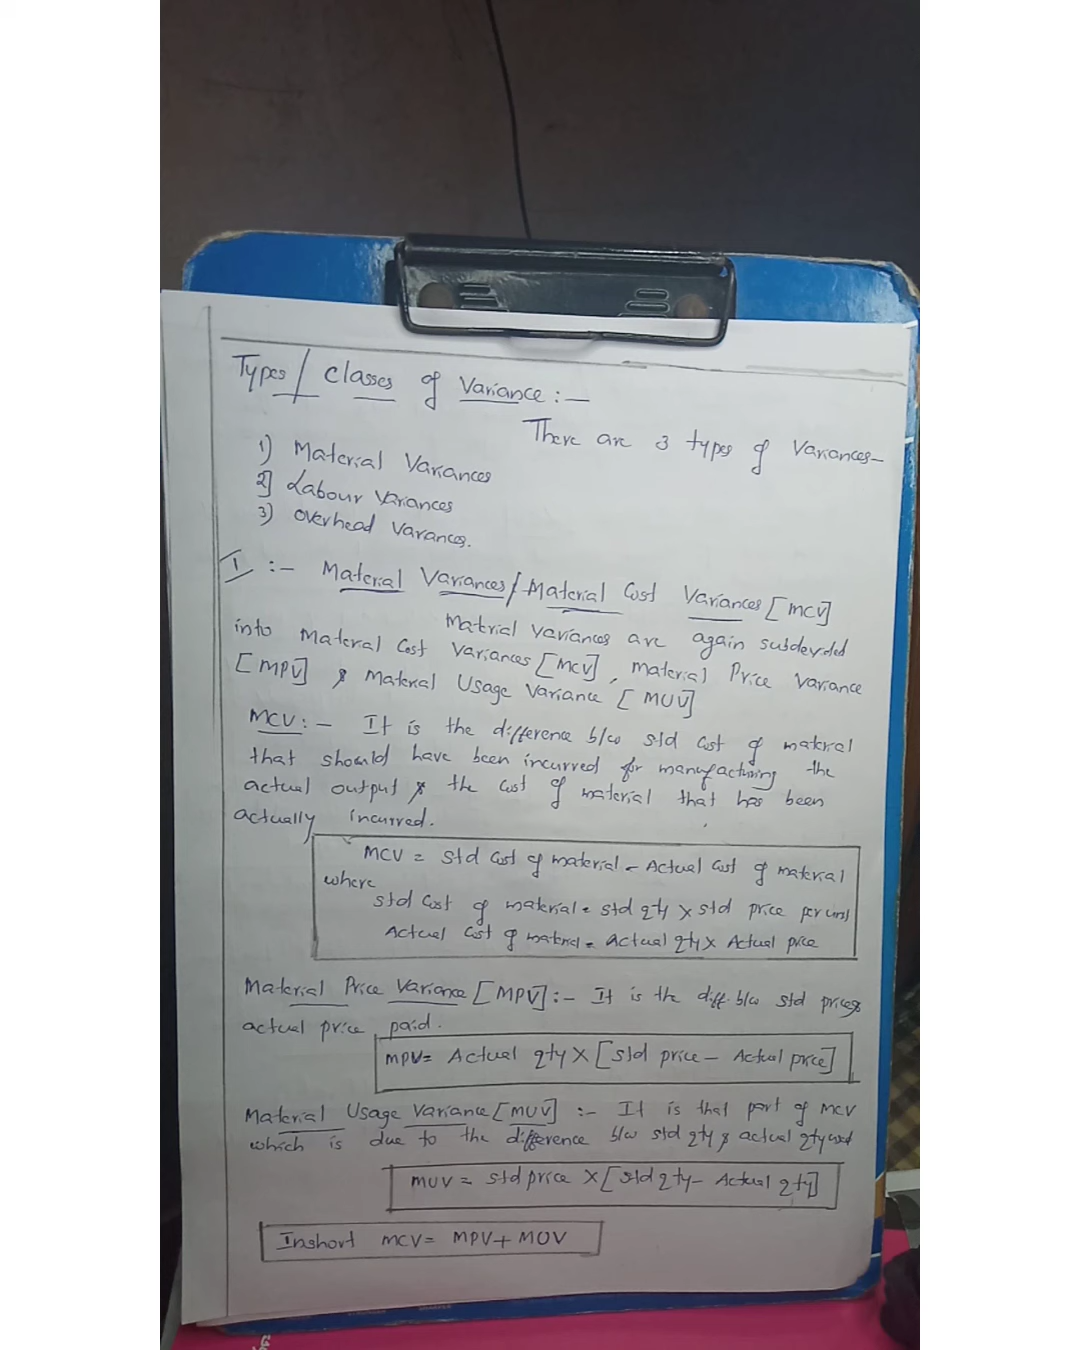 Types/ Classes of Variance :-
There are 3 types of Variances-
1) Material Variances
2] Labour Variances
3) Overhead Variances.
I :- Material Variances/Material Cost Variances [MCV]
Material variances are again subdevided
into Material Cost Variances [MCV], Material Price Variance
[MPV] & Material Usage Variance [MUV]
MCV :- It is the difference b/w std cost of material
that should have been incurred for manufacturing the
actual output & the cost of material that has been
actually incurred.
MCV = Std cost of material - Actual cost of material
where
std cost of material = std qty X std price per unit
Actual cost of material = Actual qty X Actual price
Material Price Variance [MPV] :- It is the diff. b/w std price &
actual price paid.
MPV = Actual qty X [Std price - Actual price]
Material Usage Variance [MUV] :- It is that part of MCV
which is due to the difference b/w std qty & actual qty used
MUV = std price X [Std qty - Actual qty]
Inshort MCV = MPV + MUV